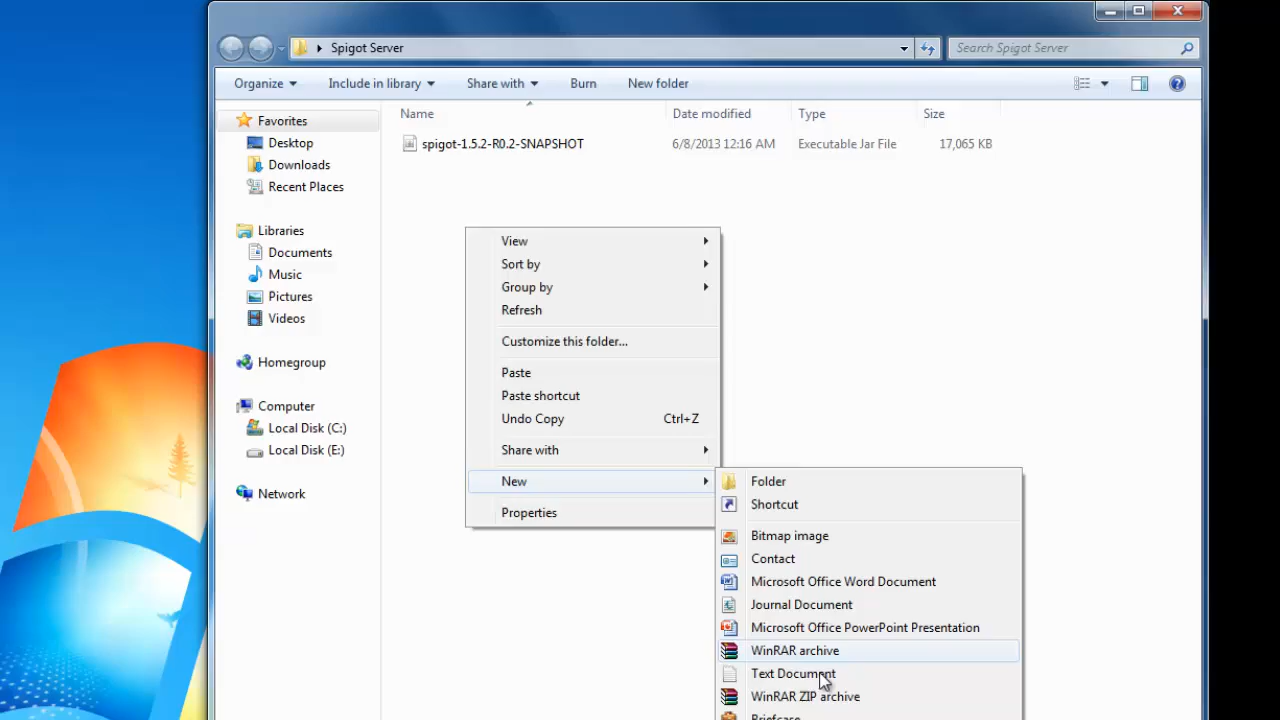 Spigot Server
Search Spigot Server
Organize Include in library Share with Burn New folder
Name Date modified Type Size
Favorites
Desktop
Downloads
Recent Places
Libraries
Documents
Music
Pictures
Videos
Homegroup
Computer
Local Disk (C:)
Local Disk (E:)
Network
spigot-1.5.2-R0.2-SNAPSHOT 6/8/2013 12:16 AM Executable Jar File 17,065 KB
View
Sort by
Group by
Refresh
Customize this folder...
Paste
Paste shortcut
Undo Copy Ctrl+Z
Share with
New
Properties
Folder
Shortcut
Bitmap image
Contact
Microsoft Office Word Document
Journal Document
Microsoft Office PowerPoint Presentation
WinRAR archive
Text Document
WinRAR ZIP archive
Briefcase